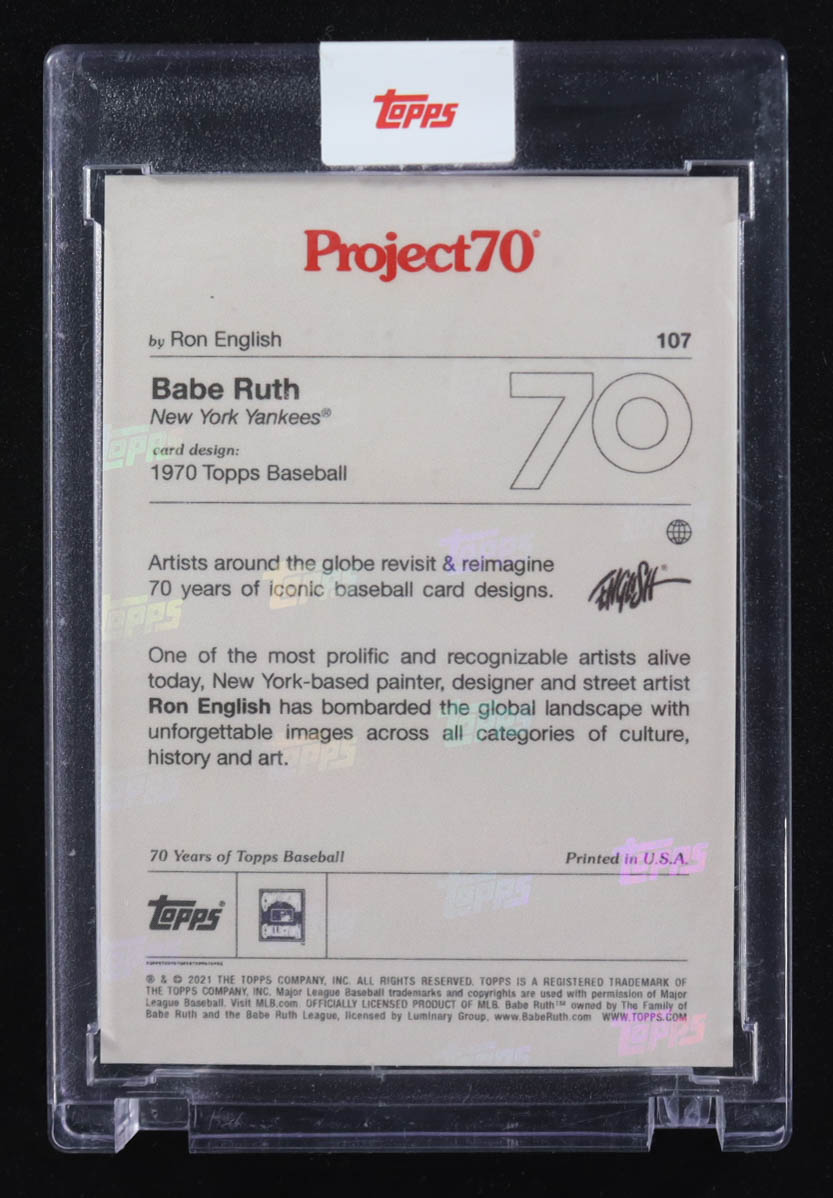 Topps
Project70®
by Ron English 107
Babe Ruth
New York Yankees®
card design:
1970 Topps Baseball
70
Artists around the globe revisit & reimagine
70 years of iconic baseball card designs.
ENGLISH
One of the most prolific and recognizable artists alive
today, New York-based painter, designer and street artist
Ron English has bombarded the global landscape with
unforgettable images across all categories of culture,
history and art.
70 Years of Topps Baseball Printed in U.S.A.
Topps®
® & © 2021 THE TOPPS COMPANY, INC. ALL RIGHTS RESERVED. TOPPS IS A REGISTERED TRADEMARK OF
THE TOPPS COMPANY, INC. Major League Baseball trademarks and copyrights are used with permission of Major
League Baseball. Visit MLB.com. OFFICIALLY LICENSED PRODUCT OF MLB. Babe Ruth™ owned by The Family of
Babe Ruth and the Babe Ruth League, licensed by Luminary Group, www.BabeRuth.com WWW.TOPPS.COM